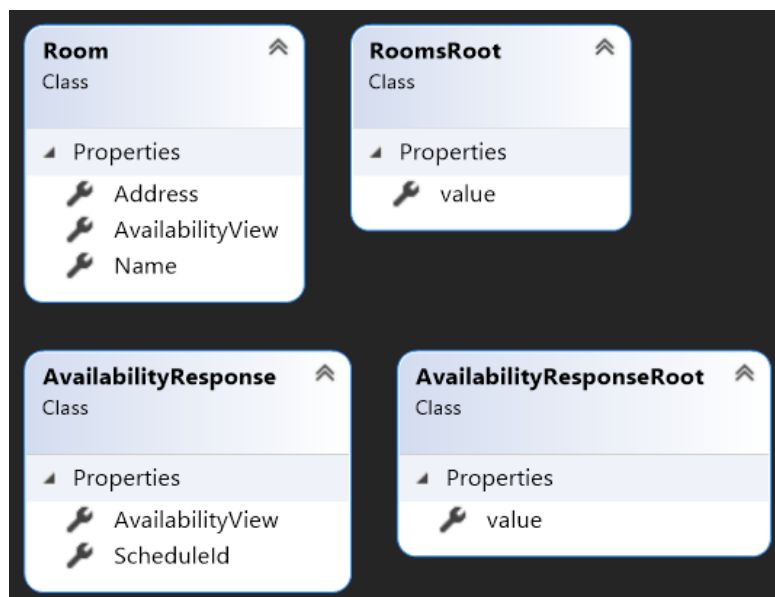 Room
Class
Properties
Address
AvailabilityView
Name
RoomsRoot
Class
Properties
value
AvailabilityResponse
Class
Properties
AvailabilityView
ScheduleId
AvailabilityResponseRoot
Class
Properties
value